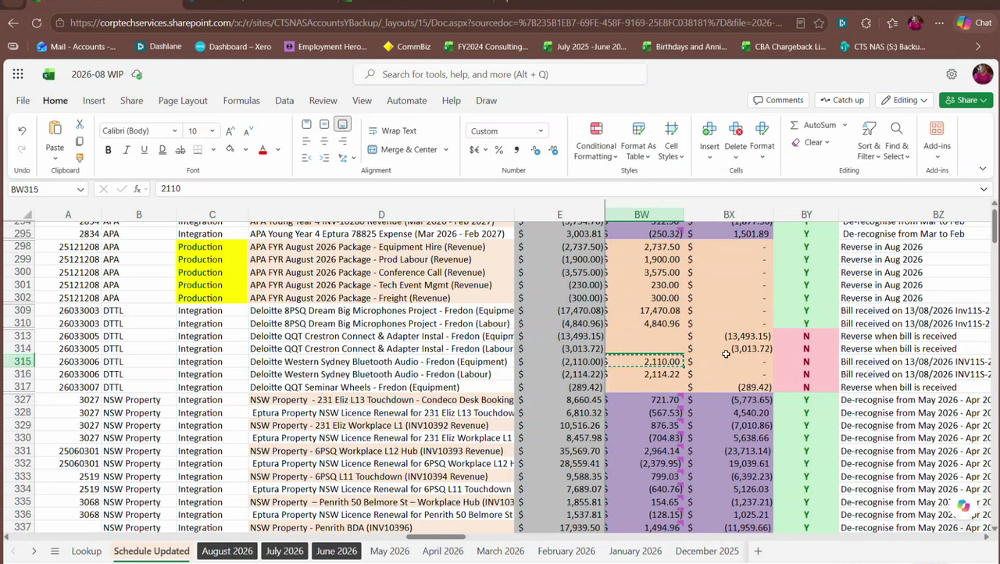 https://corptechservices.sharepoint.com/:x:/r/sites/CTSNASAccountsYBackup/_layouts/15/Doc.aspx?sourcedoc=%7B235B1EB7-69FE-458F-9169-25E8FC038181%7D&file=2026-... Chat
Mail - Accounts -... Dashlane Dashboard – Xero Employment Hero... CommBiz FY2024 Consulting... July 2025 -June 20... Birthdays and Anni... CBA Chargeback Li... CTS NAS (S:) Backu...
2026-08 WIP Search for tools, help, and more (Alt + Q)
File Home Insert Share Page Layout Formulas Data Review View Automate Help Draw Comments Catch up Editing Share
Paste Calibri (Body) 10 Wrap Text Custom Conditional Formatting Format As Table Cell Styles Insert Delete Format AutoSum Sort & Filter Find & Select Add-ins
B I U D ab A Merge & Center $€ % Clear
Undo Clipboard Font Alignment Number Styles Cells Editing Add-ins
BW315 fx 2110
A B C D E BW BX BY BZ
295 2834 APA Integration APA Young Year 4 Eptura 78825 Expense (Mar 2026 - Feb 2027) $ 3,003.81 $ (250.32) $ 1,501.89 Y De-recognise from Mar to Feb
298 25121208 APA Production APA FYR August 2026 Package - Equipment Hire (Revenue) $ (2,737.50) $ 2,737.50 $ - Y Reverse in Aug 2026
299 25121208 APA Production APA FYR August 2026 Package - Prod Labour (Revenue) $ (1,900.00) $ 1,900.00 $ - Y Reverse in Aug 2026
300 25121208 APA Production APA FYR August 2026 Package - Conference Call (Revenue) $ (3,575.00) $ 3,575.00 $ - Y Reverse in Aug 2026
301 25121208 APA Production APA FYR August 2026 Package - Tech Event Mgmt (Revenue) $ (230.00) $ 230.00 $ - Y Reverse in Aug 2026
302 25121208 APA Production APA FYR August 2026 Package - Freight (Revenue) $ (300.00) $ 300.00 $ - Y Reverse in Aug 2026
309 26033003 DTTL Integration Deloitte 8PSQ Dream Big Microphones Project - Fredon (Equipme $ (17,470.08) $ 17,470.08 $ - Y Bill received on 13/08/2026 Inv11S-2
310 26033003 DTTL Integration Deloitte 8PSQ Dream Big Microphones Project - Fredon (Labour) $ (4,840.96) $ 4,840.96 $ - Y Bill received on 13/08/2026 Inv11S-2
313 26033005 DTTL Integration Deloitte QQT Crestron Connect & Adapter Instal - Fredon (Equipm $ (13,493.15) $ (13,493.15) N Reverse when bill is received
314 26033005 DTTL Integration Deloitte QQT Crestron Connect & Adapter Instal - Fredon (Labour $ (3,013.72) $ (3,013.72) N Reverse when bill is received
315 26033006 DTTL Integration Deloitte Western Sydney Bluetooth Audio - Fredon (Equipment) $ (2,110.00) $ 2,110.00 $ - N Bill received on 13/08/2026 INV11S-2
316 26033006 DTTL Integration Deloitte Western Sydney Bluetooth Audio - Fredon (Labour) $ (2,114.22) $ 2,114.22 $ - N Bill received on 13/08/2026 INV11S-2
317 26033007 DTTL Integration Deloitte QQT Seminar Wheels - Fredon (Equipment) $ (289.42) $ (289.42) N Reverse when bill is received
327 3027 NSW Property Integration NSW Property - 231 Eliz L13 Touchdown - Condeco Desk Booking $ 8,660.45 $ 721.70 $ (5,773.65) Y De-recognise from May 2026 - Apr 20
328 3027 NSW Property Integration Eptura NSW Property Licence Renewal for 231 Eliz L13 Touchdow $ 6,810.32 $ (567.53) $ 4,540.20 Y De-recognise from May 2026 - Apr 20
329 3027 NSW Property Integration NSW Property - 231 Eliz Workplace L1 (INV10392 Revenue) $ 10,516.26 $ 876.35 $ (7,010.86) Y De-recognise from May 2026 - Apr 20
330 3027 NSW Property Integration Eptura NSW Property Licence Renewal for 231 Eliz Workplace L1 $ 8,457.98 $ (704.83) $ 5,638.66 Y De-recognise from May 2026 - Apr 20
331 25060301 NSW Property Integration NSW Property - 6PSQ Workplace L12 Hub (INV10393 Revenue) $ 35,569.70 $ 2,964.14 $ (23,713.14) Y De-recognise from May 2026 - Apr 20
332 25060301 NSW Property Integration Eptura NSW Property Licence Renewal for 6PSQ Workplace L12 H $ 28,559.41 $ (2,379.95) $ 19,039.61 Y De-recognise from May 2026 - Apr 20
333 2519 NSW Property Integration NSW Property - 6PSQ L11 Touchdown (INV10394 Revenue) $ 9,588.35 $ 799.03 $ (6,392.23) Y De-recognise from May 2026 - Apr 20
334 2519 NSW Property Integration Eptura NSW Property Licence Renewal for 6PSQ L11 Touchdown $ 7,689.07 $ (640.76) $ 5,126.03 Y De-recognise from May 2026 - Apr 20
335 3068 NSW Property Integration NSW Property – Penrith 50 Belmore St – Workplace Hub (INV103 $ 1,855.81 $ 154.65 $ (1,237.21) Y De-recognise from May 2026 - Apr 20
336 3068 NSW Property Integration Eptura NSW Property Licence Renewal for Penrith 50 Belmore St $ 1,537.81 $ (128.15) $ 1,025.21 Y De-recognise from May 2026 - Apr 20
337 NSW Property Integration NSW Property - Penrith BDA (INV10396) $ 17,939.50 $ 1,494.96 $ (11,959.66) Y De-recognise from May 2026 - Apr 20
Lookup Schedule Updated August 2026 July 2026 June 2026 May 2026 April 2026 March 2026 February 2026 January 2026 December 2025